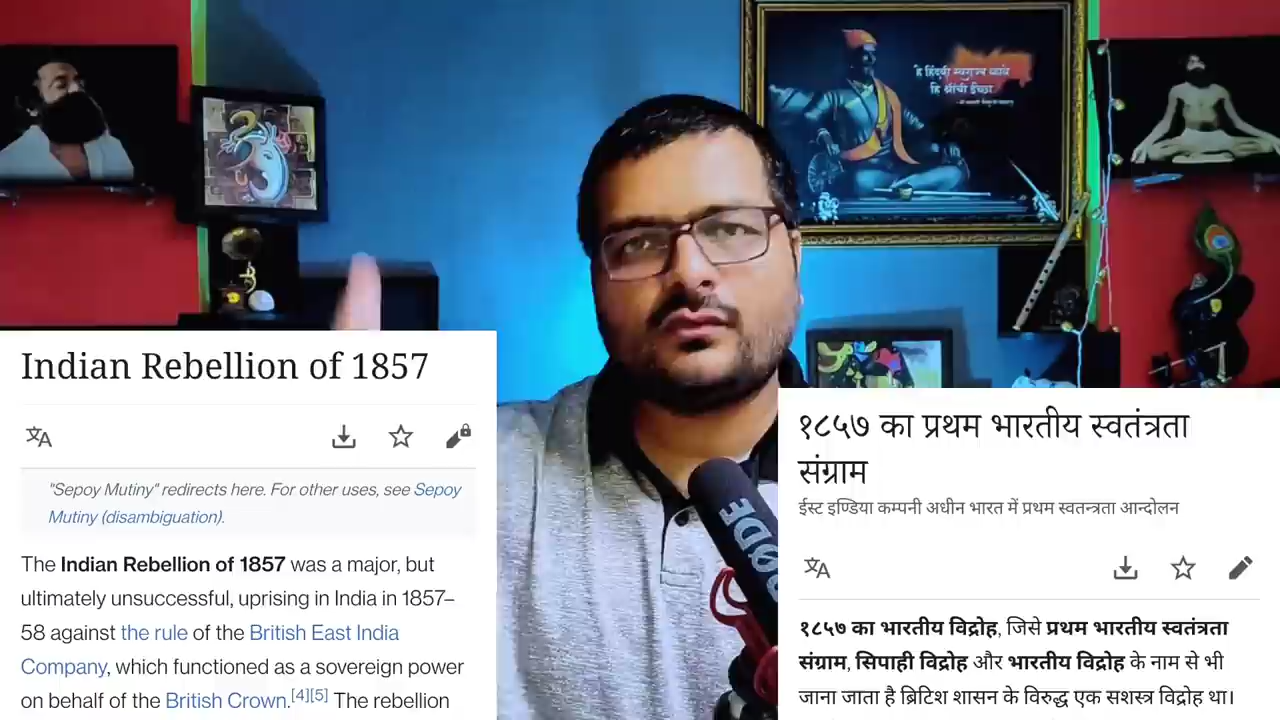 हे हिंदवी स्वराज्य व्हावे
हि श्रींची ईच्छा
Indian Rebellion of 1857
"Sepoy Mutiny" redirects here. For other uses, see Sepoy
Mutiny (disambiguation).
The Indian Rebellion of 1857 was a major, but
ultimately unsuccessful, uprising in India in 1857–
58 against the rule of the British East India
Company, which functioned as a sovereign power
on behalf of the British Crown.[4][5] The rebellion
RØDE
१८५७ का प्रथम भारतीय स्वतंत्रता
संग्राम
ईस्ट इण्डिया कम्पनी अधीन भारत में प्रथम स्वतन्त्रता आन्दोलन
१८५७ का भारतीय विद्रोह, जिसे प्रथम भारतीय स्वतंत्रता
संग्राम, सिपाही विद्रोह और भारतीय विद्रोह के नाम से भी
जाना जाता है ब्रिटिश शासन के विरुद्ध एक सशस्त्र विद्रोह था।